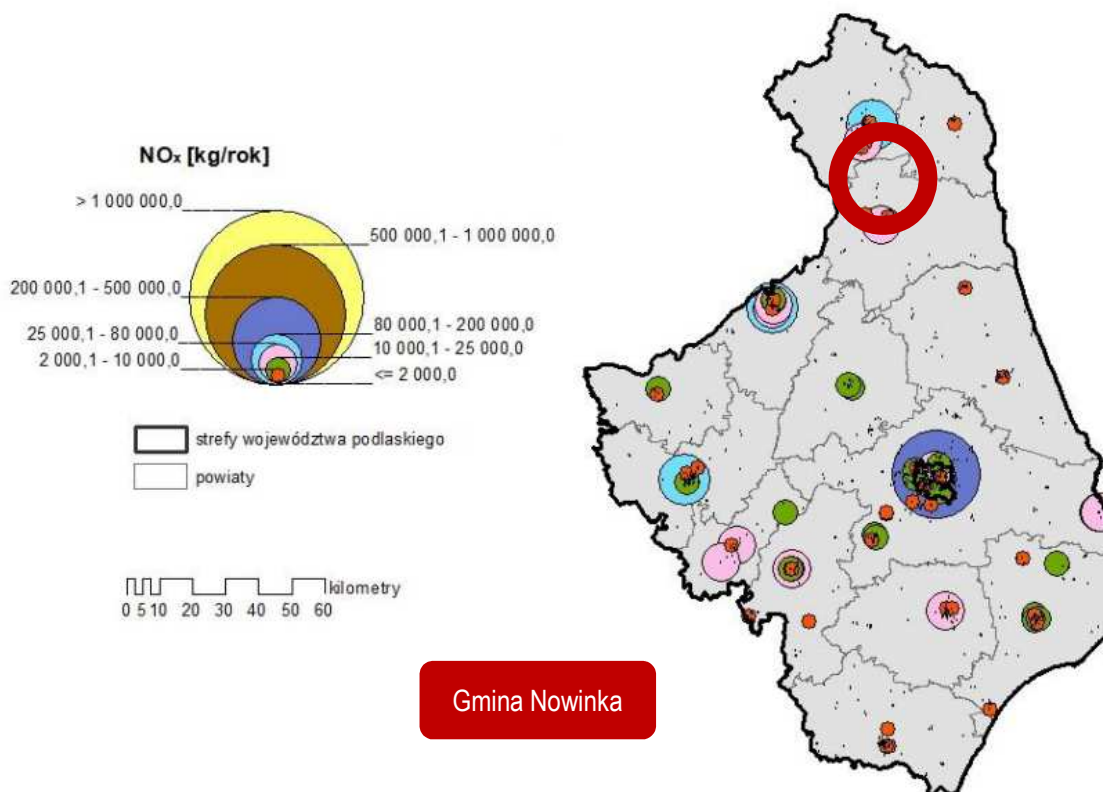 NOx [kg/rok]
> 1 000 000,0
500 000,1 - 1 000 000,0
200 000,1 - 500 000,0
80 000,1 - 200 000,0
25 000,1 - 80 000,0
10 000,1 - 25 000,0
2 000,1 - 10 000,0
<= 2 000,0
strefy województwa podlaskiego
powiaty
kilometry
0 5 10 20 30 40 50 60
Gmina Nowinka